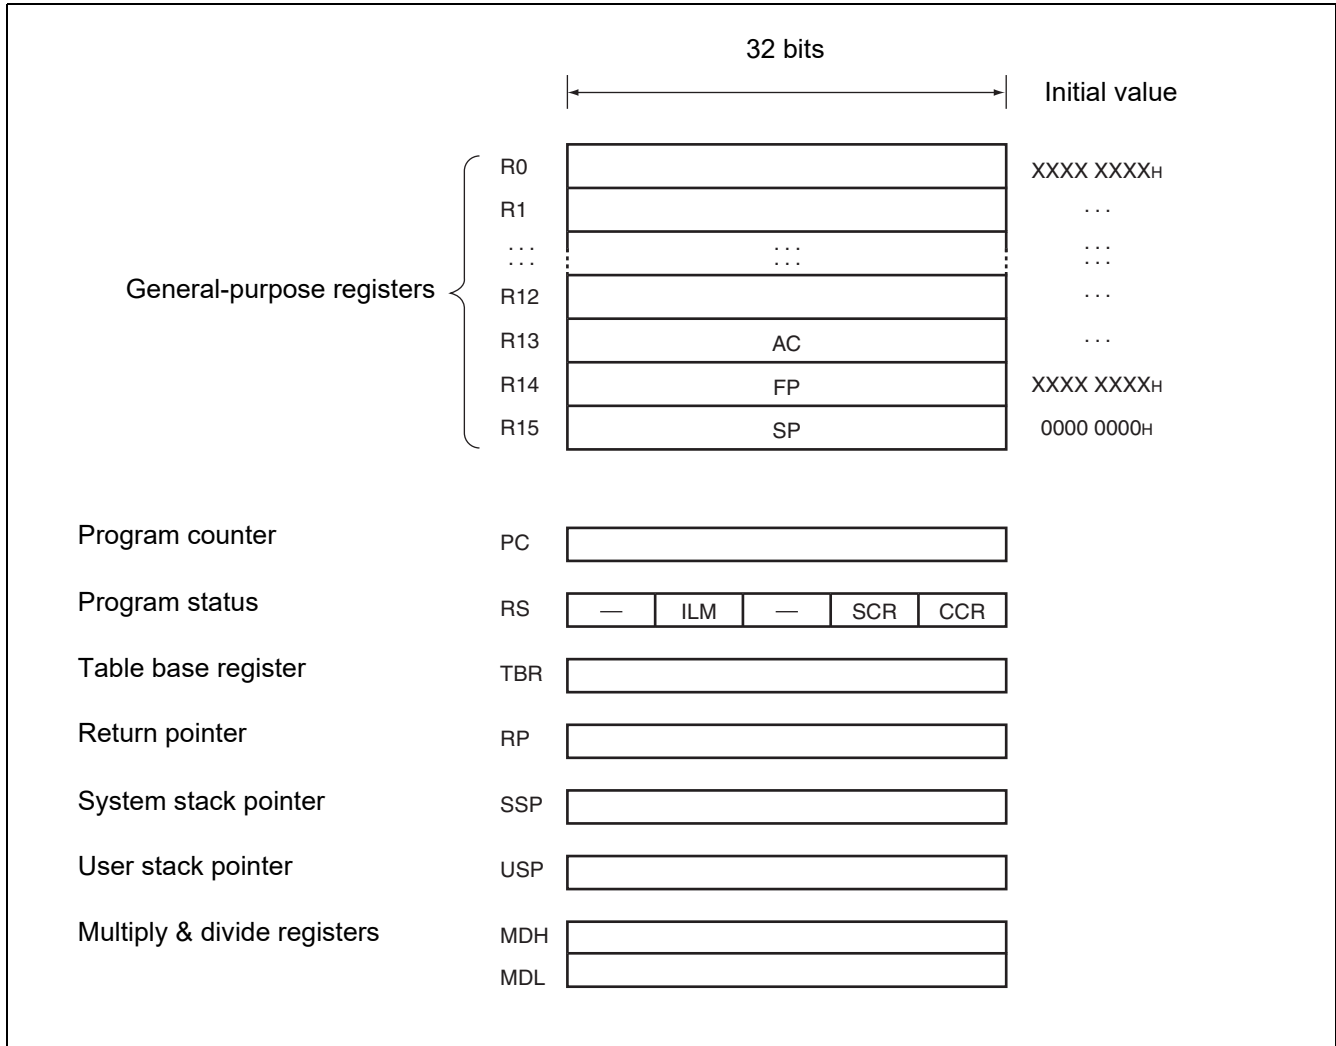 32 bits
Initial value
R0 XXXX XXXXH
R1 . . .
. . . . . . . . .
. . . . . . . . .
General-purpose registers
R12 . . .
R13 AC . . .
R14 FP XXXX XXXXH
R15 SP 0000 0000H
Program counter PC
Program status RS — ILM — SCR CCR
Table base register TBR
Return pointer RP
System stack pointer SSP
User stack pointer USP
Multiply & divide registers MDH
MDL